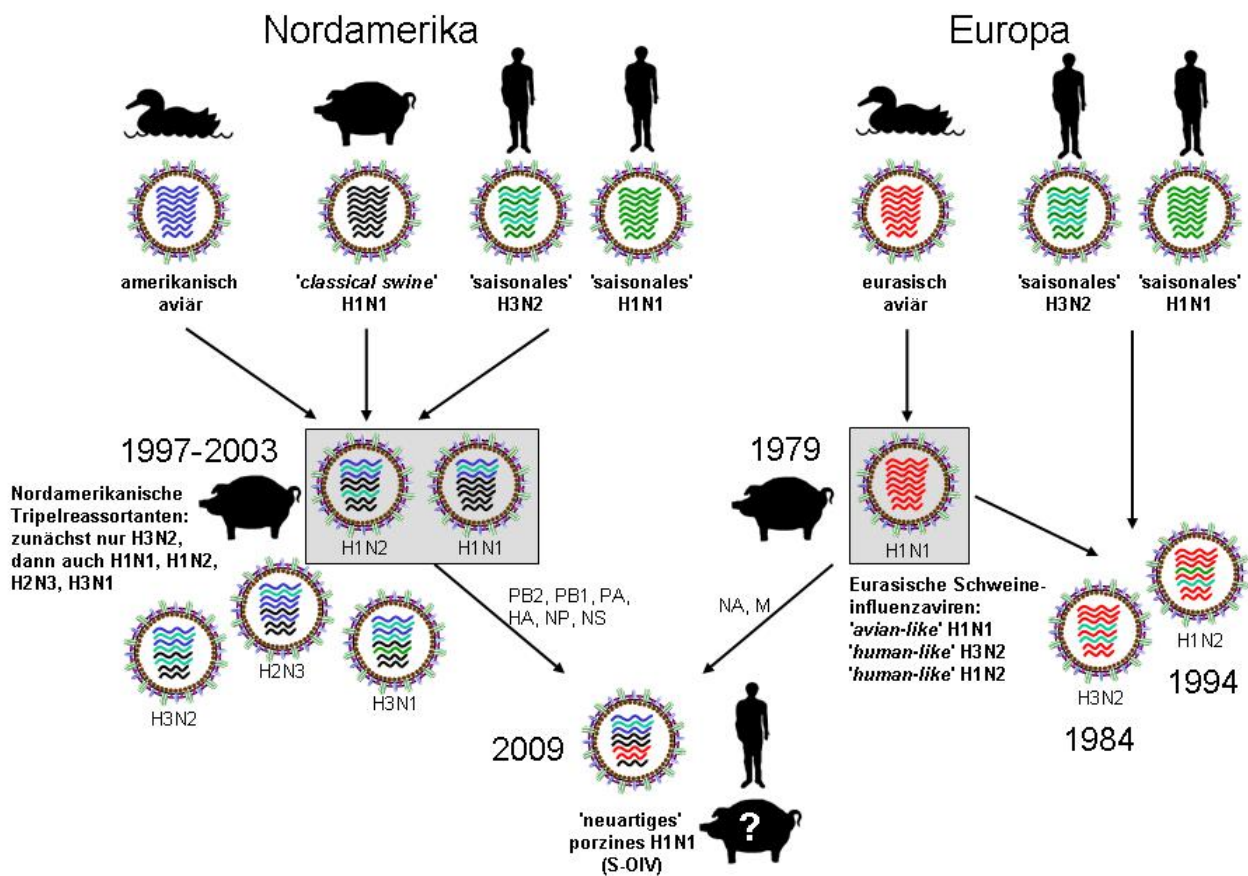 Nordamerika
Europa
amerikanisch
aviär
'classical swine'
H1N1
'saisonales'
H3N2
'saisonales'
H1N1
eurasisch
aviär
'saisonales'
H3N2
'saisonales'
H1N1
1997-2003
Nordamerikanische
Tripelreassortanten:
zunächst nur H3N2,
dann auch H1N1, H1N2,
H2N3, H3N1
H1N2
H1N1
H3N2
H2N3
H3N1
PB2, PB1, PA,
HA, NP, NS
1979
H1N1
NA, M
Eurasische Schweine-
influenzaviren:
'avian-like' H1N1
'human-like' H3N2
'human-like' H1N2
H1N2
1994
H3N2
1984
2009
'neuartiges'
porzines H1N1
(S-OIV)
?